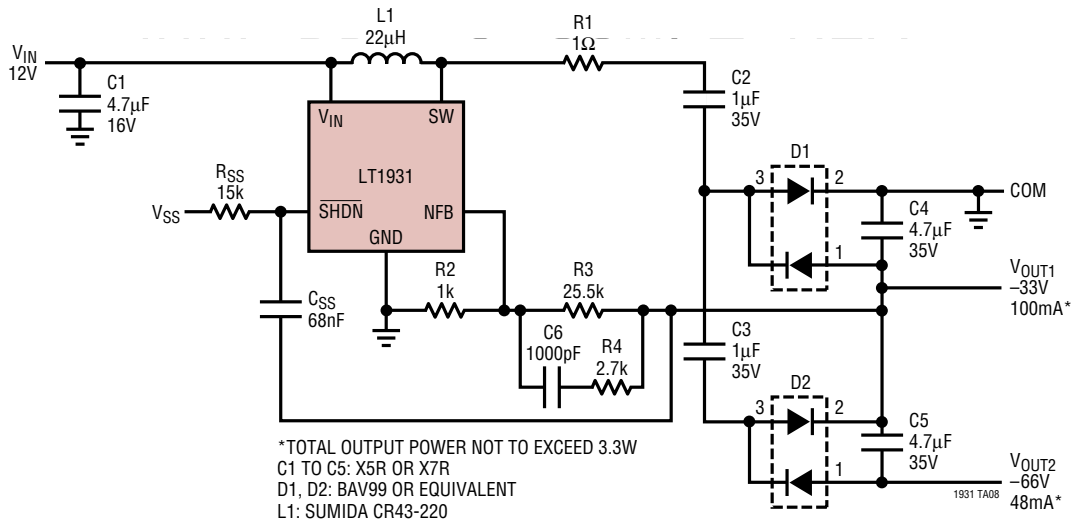 L1
22µH
R1
1Ω
VIN
12V
C1
4.7µF
16V
C2
1µF
35V
VIN
SW
LT1931
RSS
15k
VSS
SHDN
NFB
GND
D1
3
2
1
COM
C4
4.7µF
35V
VOUT1
–33V
100mA*
CSS
68nF
R2
1k
R3
25.5k
C6
1000pF
R4
2.7k
C3
1µF
35V
D2
3
2
1
C5
4.7µF
35V
VOUT2
–66V
48mA*
1931 TA08
*TOTAL OUTPUT POWER NOT TO EXCEED 3.3W
C1 TO C5: X5R OR X7R
D1, D2: BAV99 OR EQUIVALENT
L1: SUMIDA CR43-220